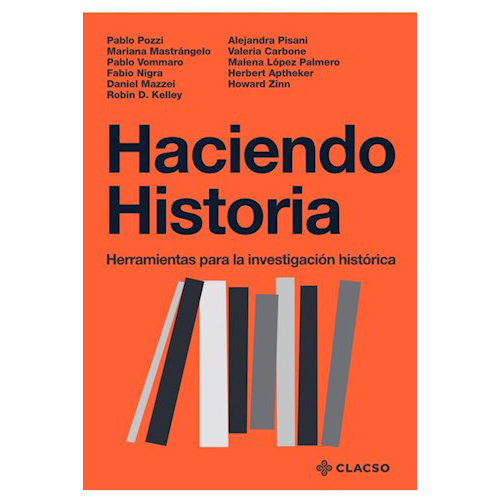 Pablo Pozzi
Mariana Mastrángelo
Pablo Vommaro
Fabio Nigra
Daniel Mazzei
Robin D. Kelley
Alejandra Pisani
Valeria Carbone
Malena López Palmero
Herbert Aptheker
Howard Zinn
Haciendo
Historia
Herramientas para la investigación histórica
CLACSO